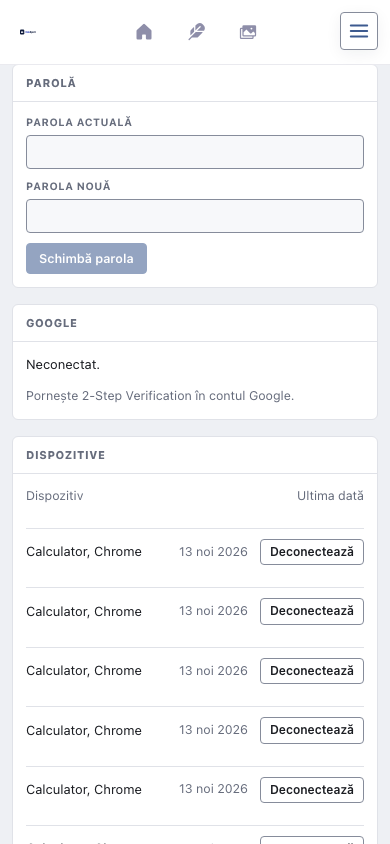 PAROLĂ
PAROLA ACTUALĂ
PAROLA NOUĂ
Schimbă parola
GOOGLE
Neconectat.
Pornește 2-Step Verification în contul Google.
DISPOZITIVE
Dispozitiv Ultima dată
Calculator, Chrome 13 noi 2026 Deconectează
Calculator, Chrome 13 noi 2026 Deconectează
Calculator, Chrome 13 noi 2026 Deconectează
Calculator, Chrome 13 noi 2026 Deconectează
Calculator, Chrome 13 noi 2026 Deconectează